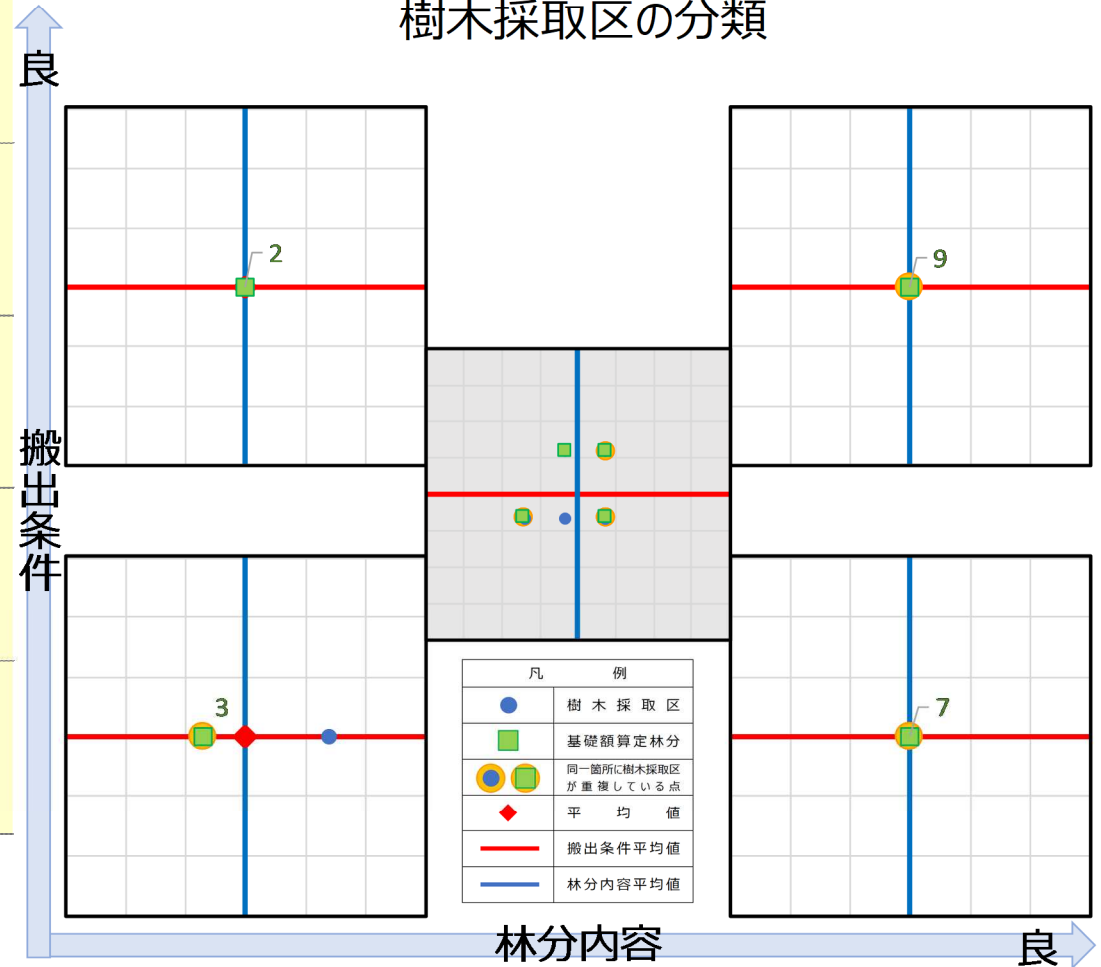 樹木採取区の分類
良
2
9
搬出条件
3
7
凡 例
樹木採取区
基礎額算定林分
同一箇所に樹木採取区
が重複している点
平均値
搬出条件平均値
林分内容平均値
林分内容
良